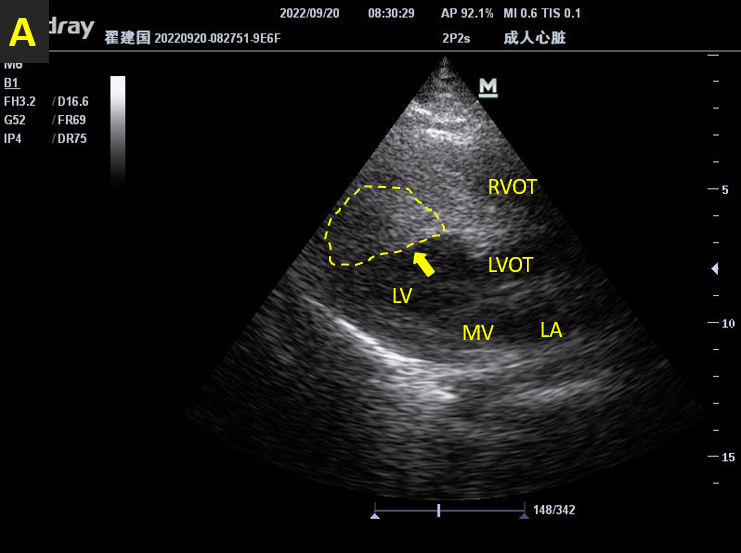 A
dray
2022/09/20 08:30:29 AP 92.1% MI 0.6 TIS 0.1
翟建国 20220920-082751-9E6F 2P2s 成人心脏
M6
B1
FH3.2 / D16.6
G52 / FR69
IP4 / DR75
M
RVOT
5
LVOT
LV
10
MV
LA
15
148/342